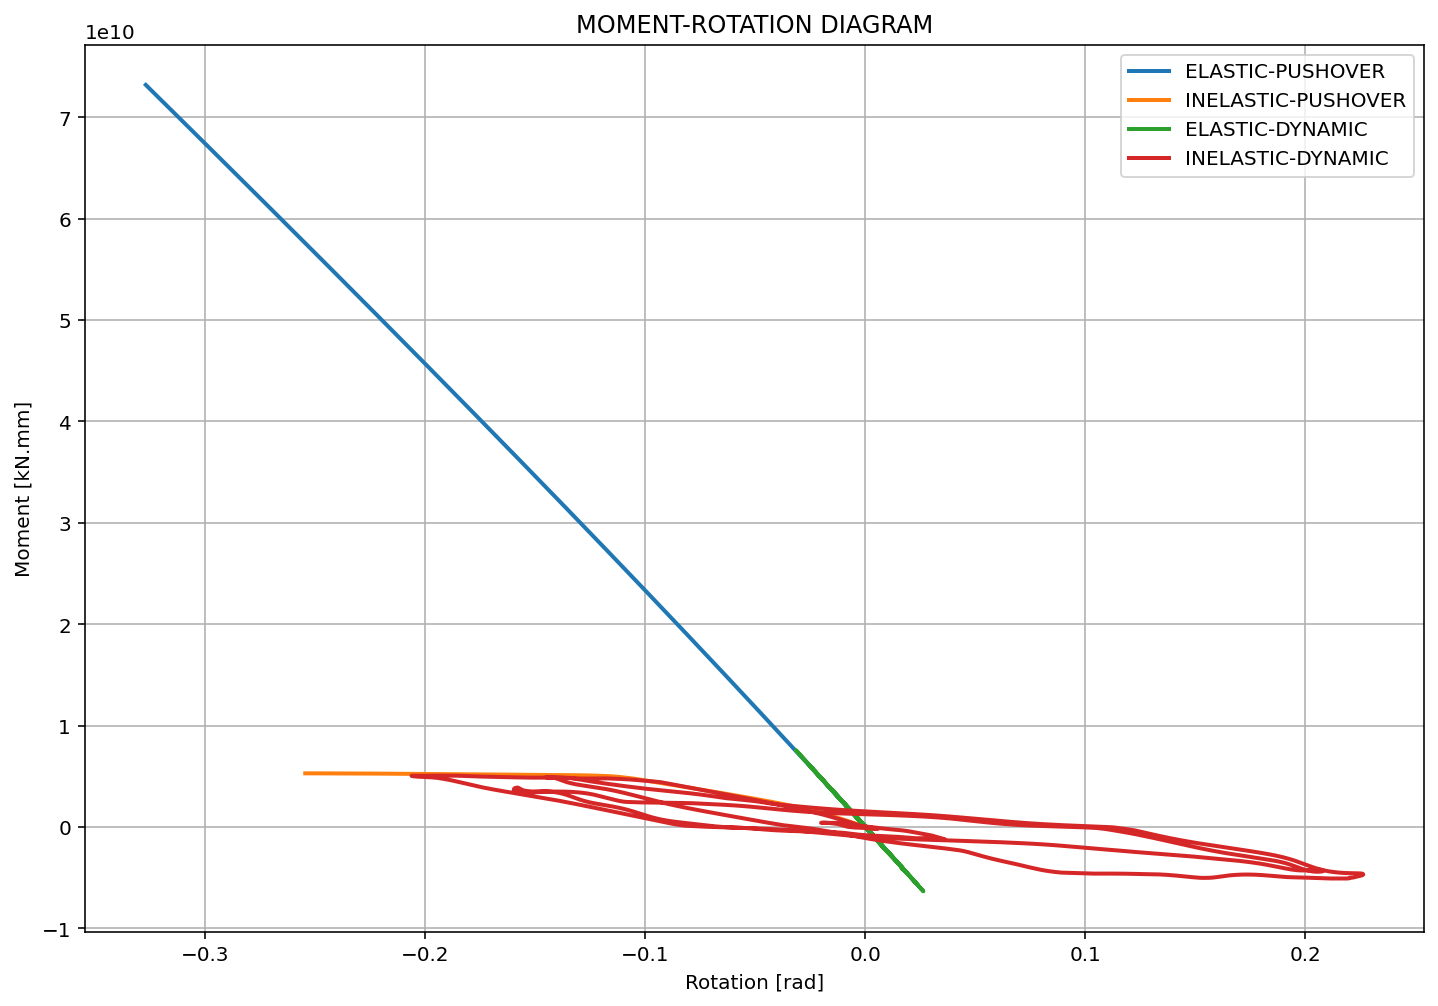 MOMENT-ROTATION DIAGRAM
1e10
ELASTIC-PUSHOVER
INELASTIC-PUSHOVER
ELASTIC-DYNAMIC
INELASTIC-DYNAMIC
7
6
5
4
3
2
1
0
−1
Moment [kN.mm]
−0.3 −0.2 −0.1 0.0 0.1 0.2
Rotation [rad]